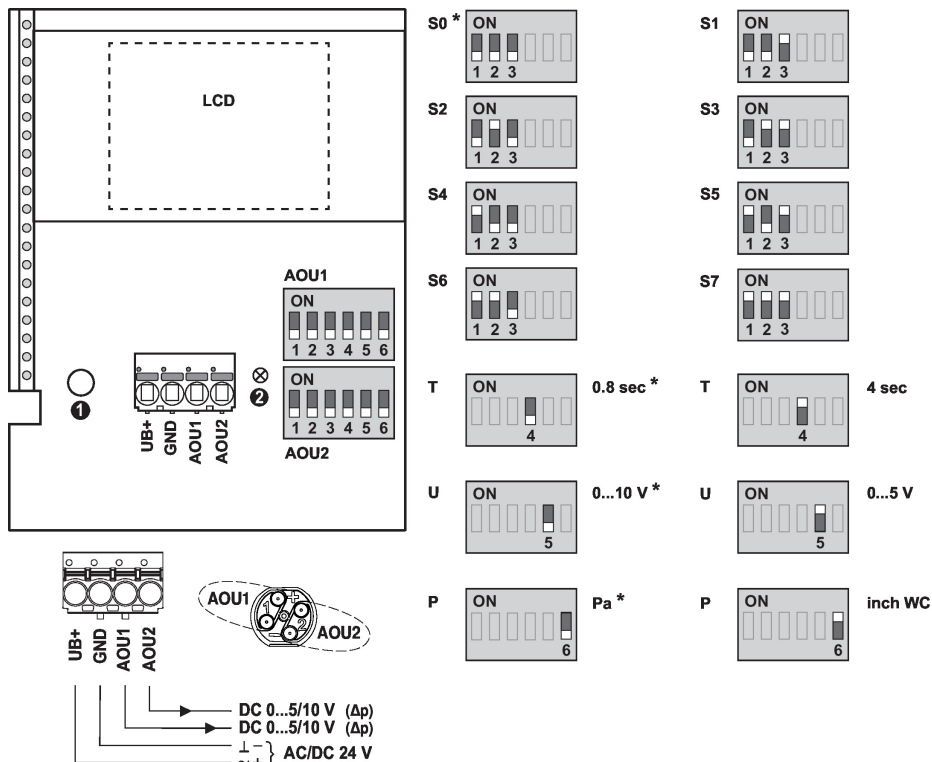 LCD
AOU1
ON
1 2 3 4 5 6
ON
1 2 3 4 5 6
AOU2
❶
❷
UB+
GND
AOU1
AOU2
S0 *
ON
1 2 3
S1
ON
1 2 3
S2
ON
1 2 3
S3
ON
1 2 3
S4
ON
1 2 3
S5
ON
1 2 3
S6
ON
1 2 3
S7
ON
1 2 3
T
ON
4
0.8 sec *
T
ON
4
4 sec
U
ON
5
0...10 V *
U
ON
5
0...5 V
P
ON
6
Pa *
P
ON
6
inch WC
UB+
GND
AOU1
AOU2
AOU1
1
+
2
−
AOU2
DC 0...5/10 V (Δp)
DC 0...5/10 V (Δp)
⊥ −
~ +
AC/DC 24 V